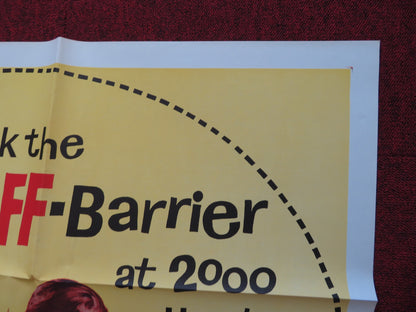 k the
FF-Barrier
at 2000